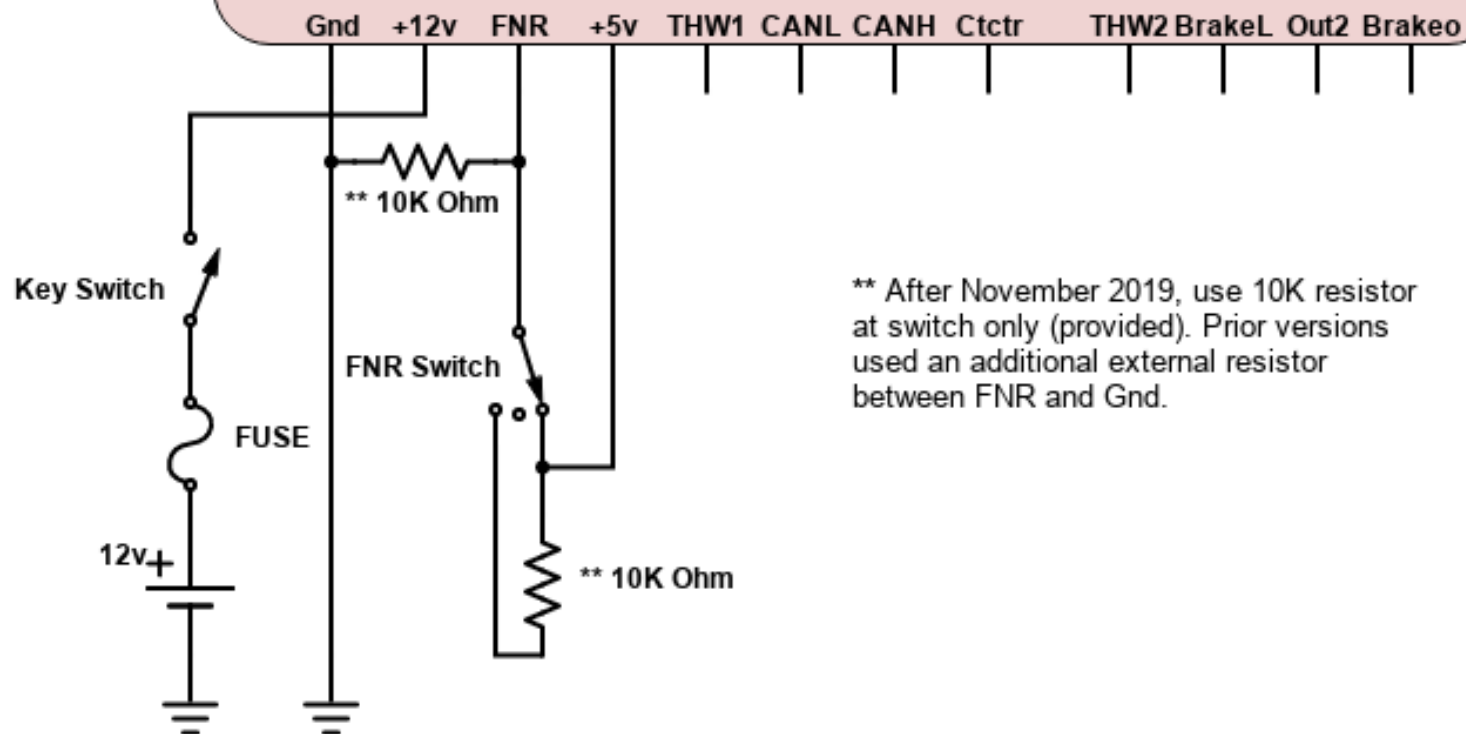 Gnd +12v FNR +5v THW1 CANL CANH Ctctr THW2 BrakeL Out2 Brakeo
** 10K Ohm
Key Switch
** After November 2019, use 10K resistor
at switch only (provided). Prior versions
used an additional external resistor
between FNR and Gnd.
FNR Switch
FUSE
12v+
** 10K Ohm